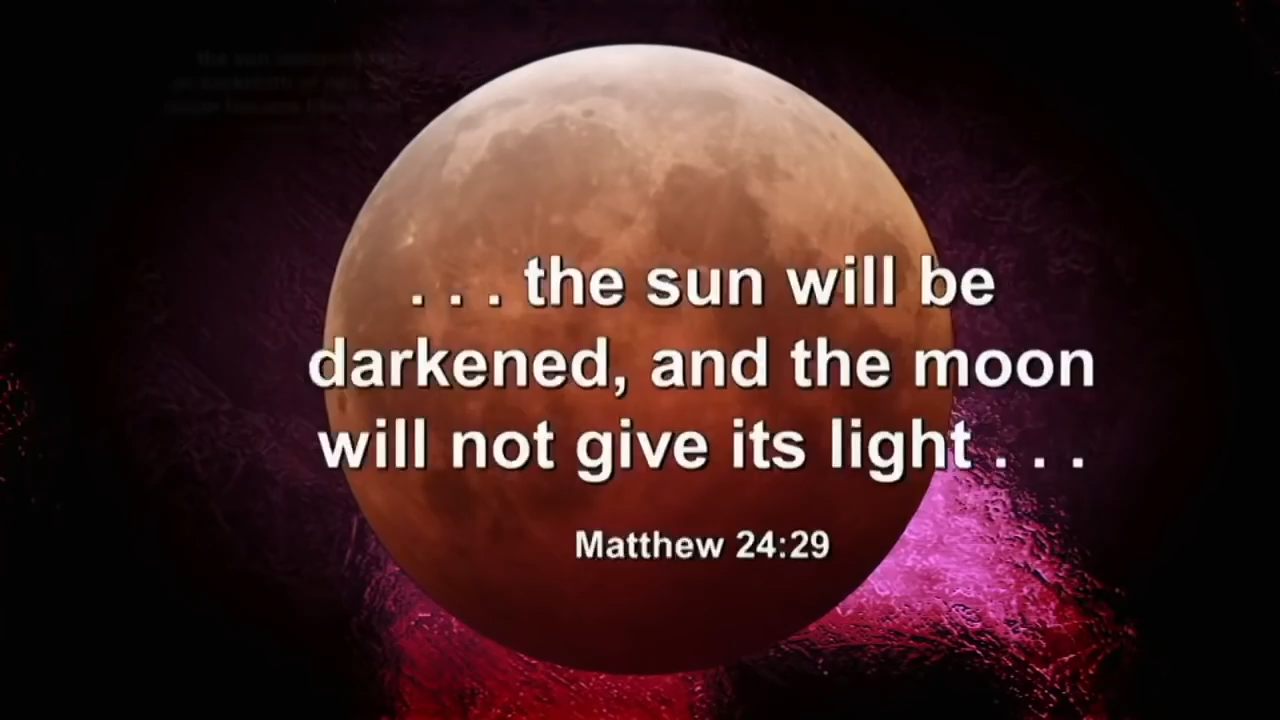 . . . the sun will be
darkened, and the moon
will not give its light . . .
Matthew 24:29